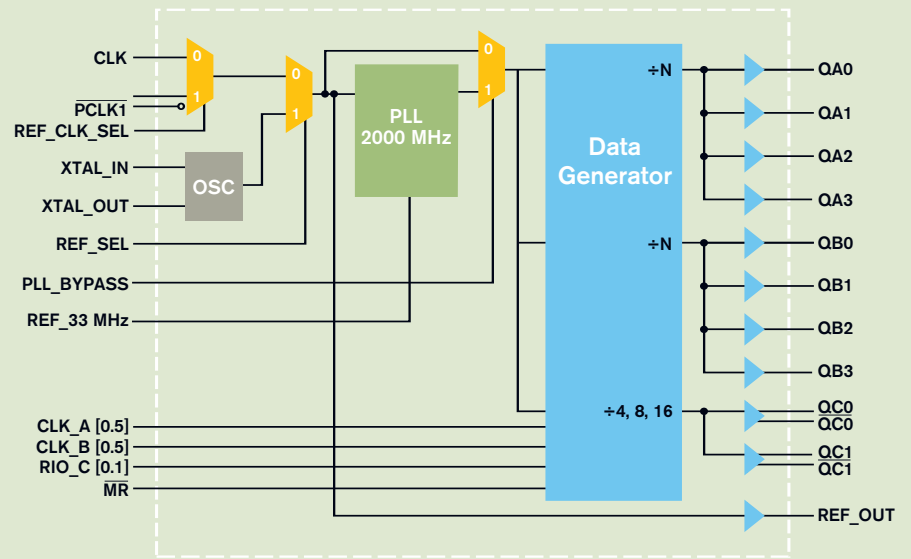 CLK
PCLK1
REF_CLK_SEL
XTAL_IN
XTAL_OUT
REF_SEL
PLL_BYPASS
REF_33 MHz
CLK_A [0.5]
CLK_B [0.5]
RIO_C [0.1]
MR
0
1
OSC
0
1
PLL
2000 MHz
0
1
Data
Generator
÷N
÷N
÷4, 8, 16
QA0
QA1
QA2
QA3
QB0
QB1
QB2
QB3
QC0
QC0
QC1
QC1
REF_OUT